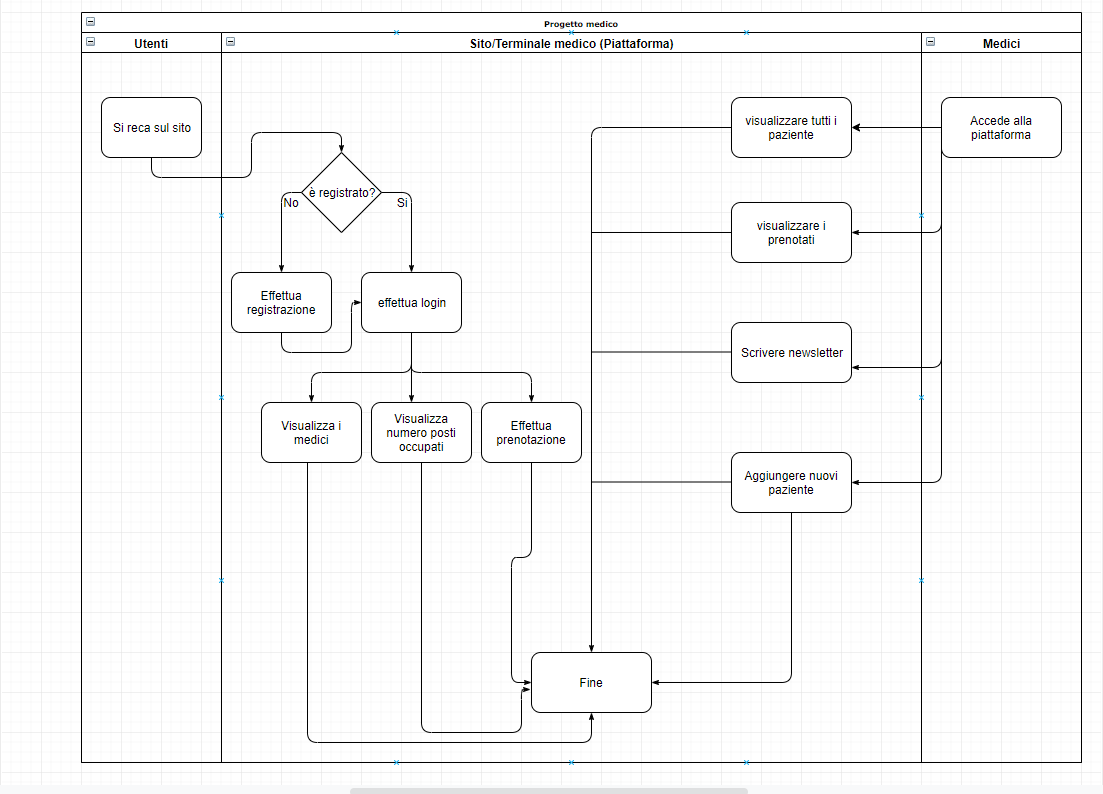 Progetto medico
Utenti
Sito/Terminale medico (Piattaforma)
Medici
Si reca sul sito
visualizzare tutti i
paziente
Accede alla
piattaforma
è registrato?
No
Si
visualizzare i
prenotati
Effettua
registrazione
effettua login
Scrivere newsletter
Visualizza i
medici
Visualizza
numero posti
occupati
Effettua
prenotazione
Aggiungere nuovi
paziente
Fine